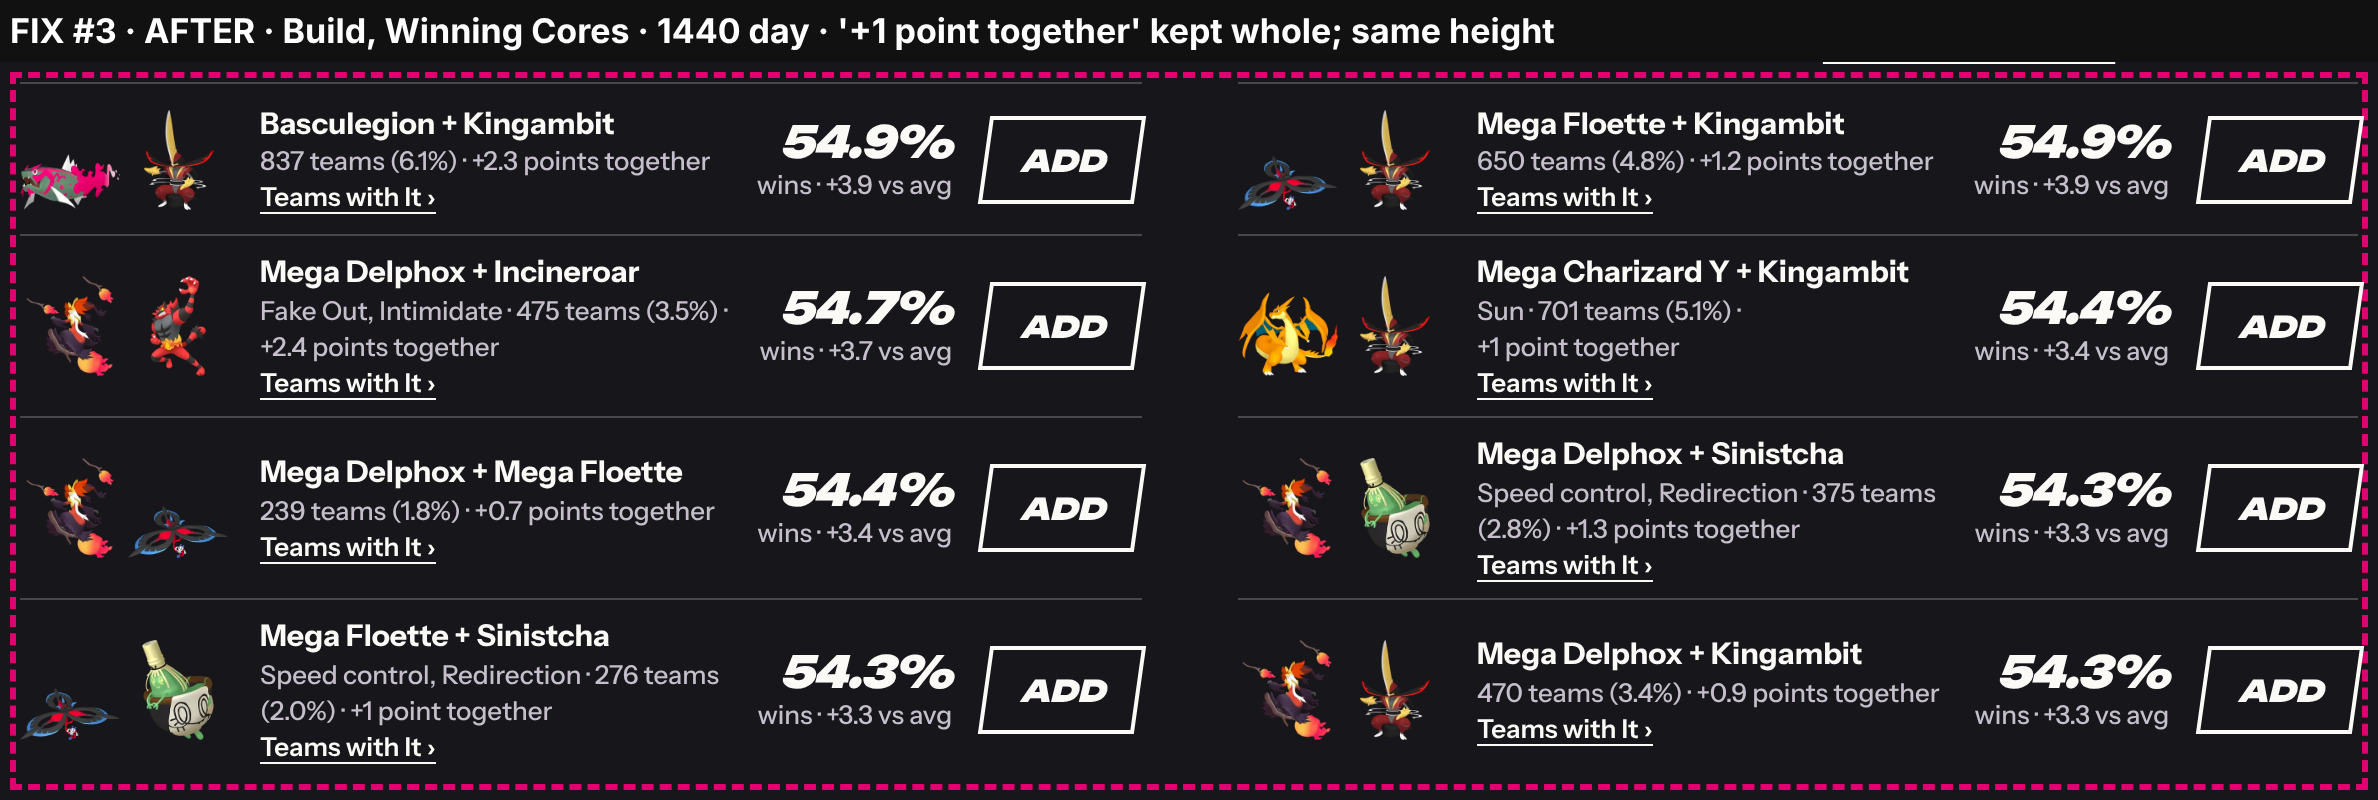 FIX #3 · AFTER · Build, Winning Cores · 1440 day · '+1 point together' kept whole; same height
Basculegion + Kingambit
837 teams (6.1%) · +2.3 points together
Teams with It ›
54.9%
wins · +3.9 vs avg
ADD
Mega Floette + Kingambit
650 teams (4.8%) · +1.2 points together
Teams with It ›
54.9%
wins · +3.9 vs avg
ADD
Mega Delphox + Incineroar
Fake Out, Intimidate · 475 teams (3.5%) ·
+2.4 points together
Teams with It ›
54.7%
wins · +3.7 vs avg
ADD
Mega Charizard Y + Kingambit
Sun · 701 teams (5.1%) ·
+1 point together
Teams with It ›
54.4%
wins · +3.4 vs avg
ADD
Mega Delphox + Mega Floette
239 teams (1.8%) · +0.7 points together
Teams with It ›
54.4%
wins · +3.4 vs avg
ADD
Mega Delphox + Sinistcha
Speed control, Redirection · 375 teams
(2.8%) · +1.3 points together
Teams with It ›
54.3%
wins · +3.3 vs avg
ADD
Mega Floette + Sinistcha
Speed control, Redirection · 276 teams
(2.0%) · +1 point together
Teams with It ›
54.3%
wins · +3.3 vs avg
ADD
Mega Delphox + Kingambit
470 teams (3.4%) · +0.9 points together
Teams with It ›
54.3%
wins · +3.3 vs avg
ADD